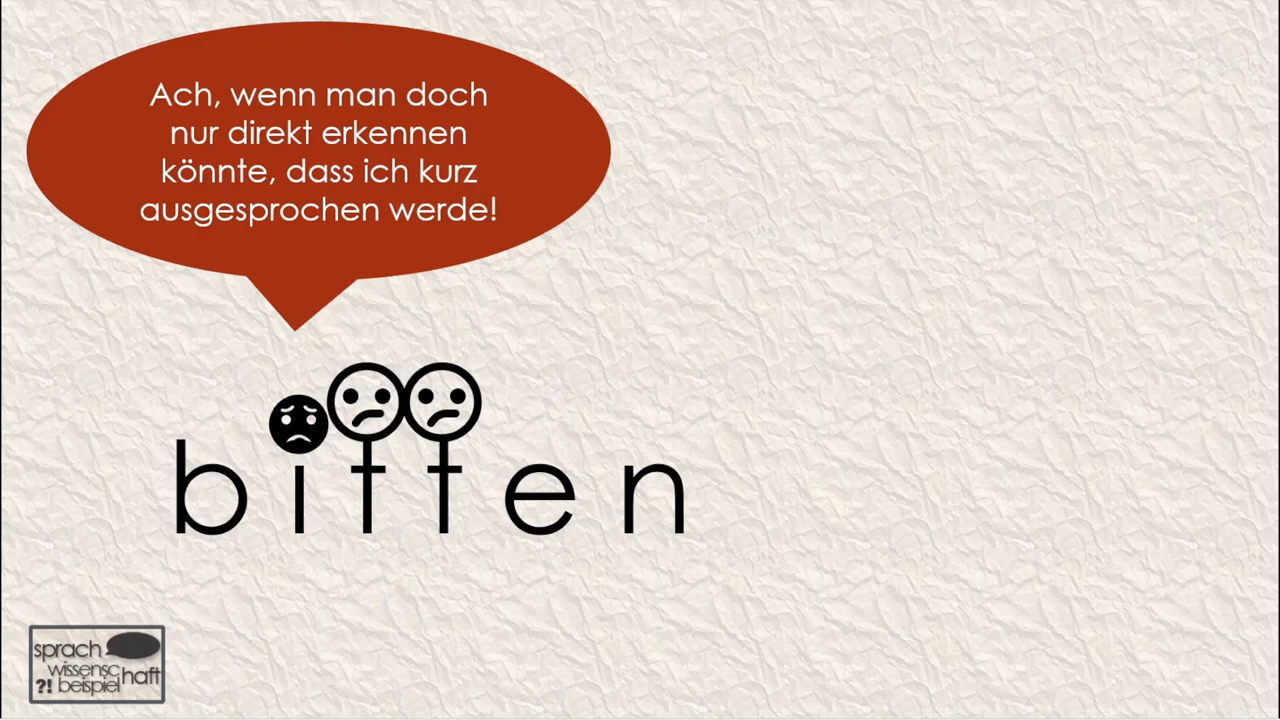 Ach, wenn man doch
nur direkt erkennen
könnte, dass ich kurz
ausgesprochen werde!
bitten
sprach
wissensc
haft
?! beispiel